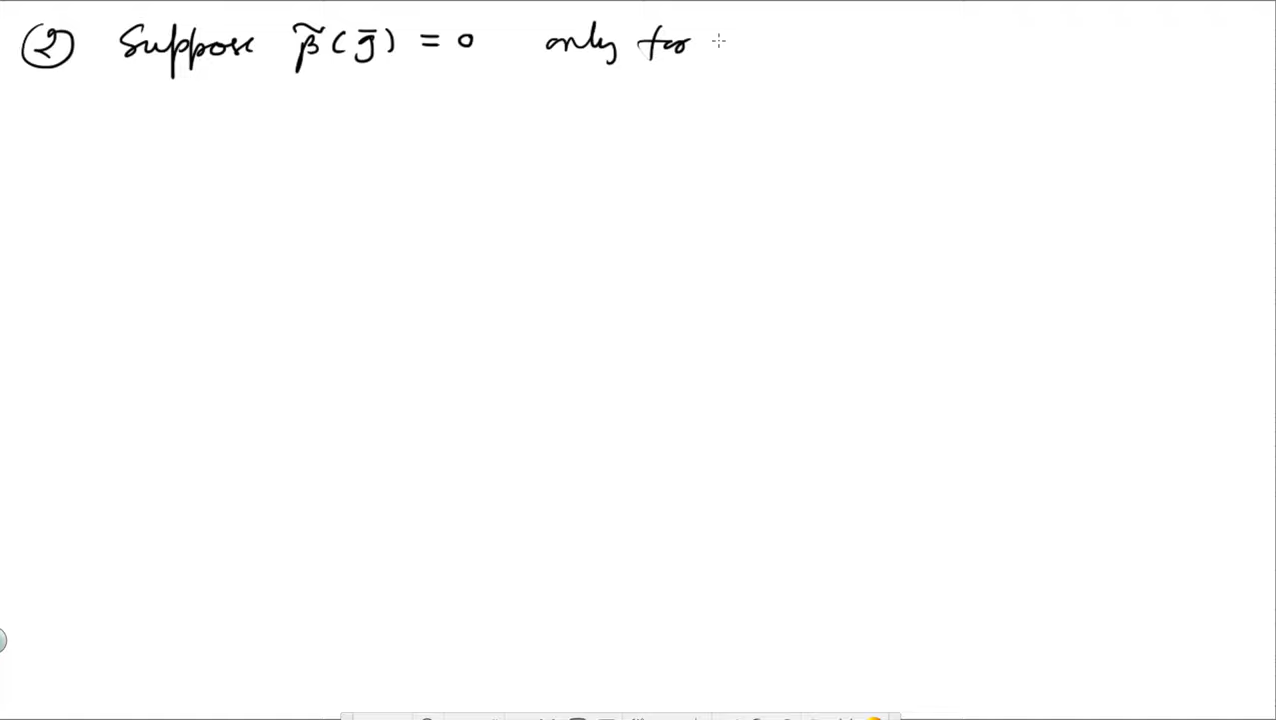 ② Suppose β̃(ḡ) = 0 only for